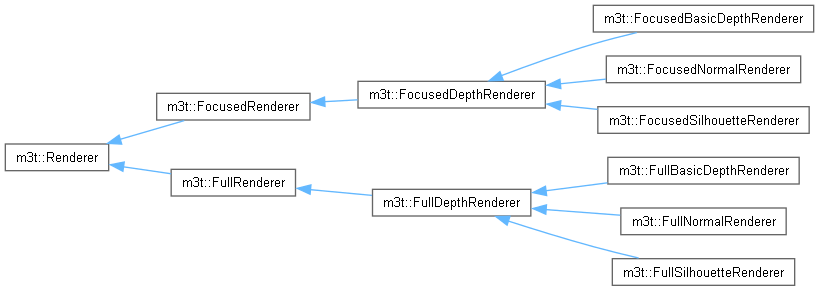 m3t::Renderer
m3t::FocusedRenderer
m3t::FullRenderer
m3t::FocusedDepthRenderer
m3t::FullDepthRenderer
m3t::FocusedBasicDepthRenderer
m3t::FocusedNormalRenderer
m3t::FocusedSilhouetteRenderer
m3t::FullBasicDepthRenderer
m3t::FullNormalRenderer
m3t::FullSilhouetteRenderer